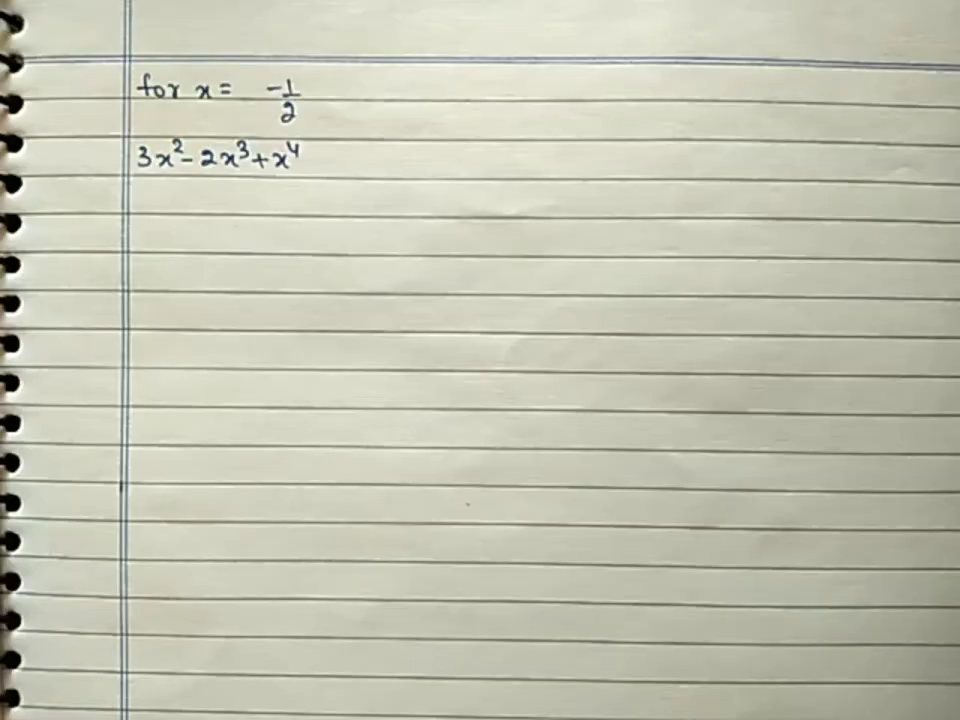 for x = -1/2
3x² - 2x³ + x⁴